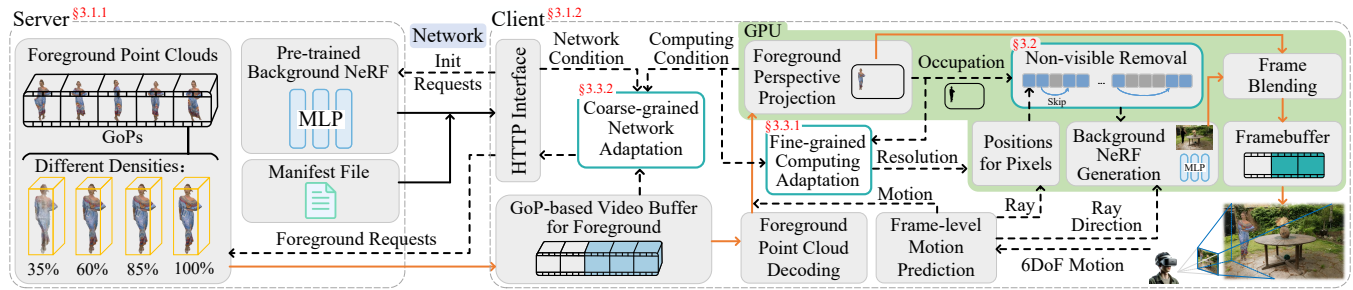 Server
§3.1.1
Foreground Point Clouds
GoPs
Different Densities:
35%
60%
85%
100%
Pre-trained
Background NeRF
MLP
Manifest File
Network
Init
Requests
Foreground Requests
Client
§3.1.2
HTTP Interface
Network
Condition
Computing
Condition
§3.3.2
Coarse-grained
Network
Adaptation
GoP-based Video Buffer
for Foreground
GPU
Foreground
Perspective
Projection
Occupation
§3.3.1
Fine-grained
Computing
Adaptation
Resolution
Motion
Foreground
Point Cloud
Decoding
Frame-level
Motion
Prediction
§3.2
Non-visible Removal
...
Skip
Positions
for Pixels
Background
NeRF
Generation
MLP
Ray
Ray
Direction
6DoF Motion
Frame
Blending
Framebuffer